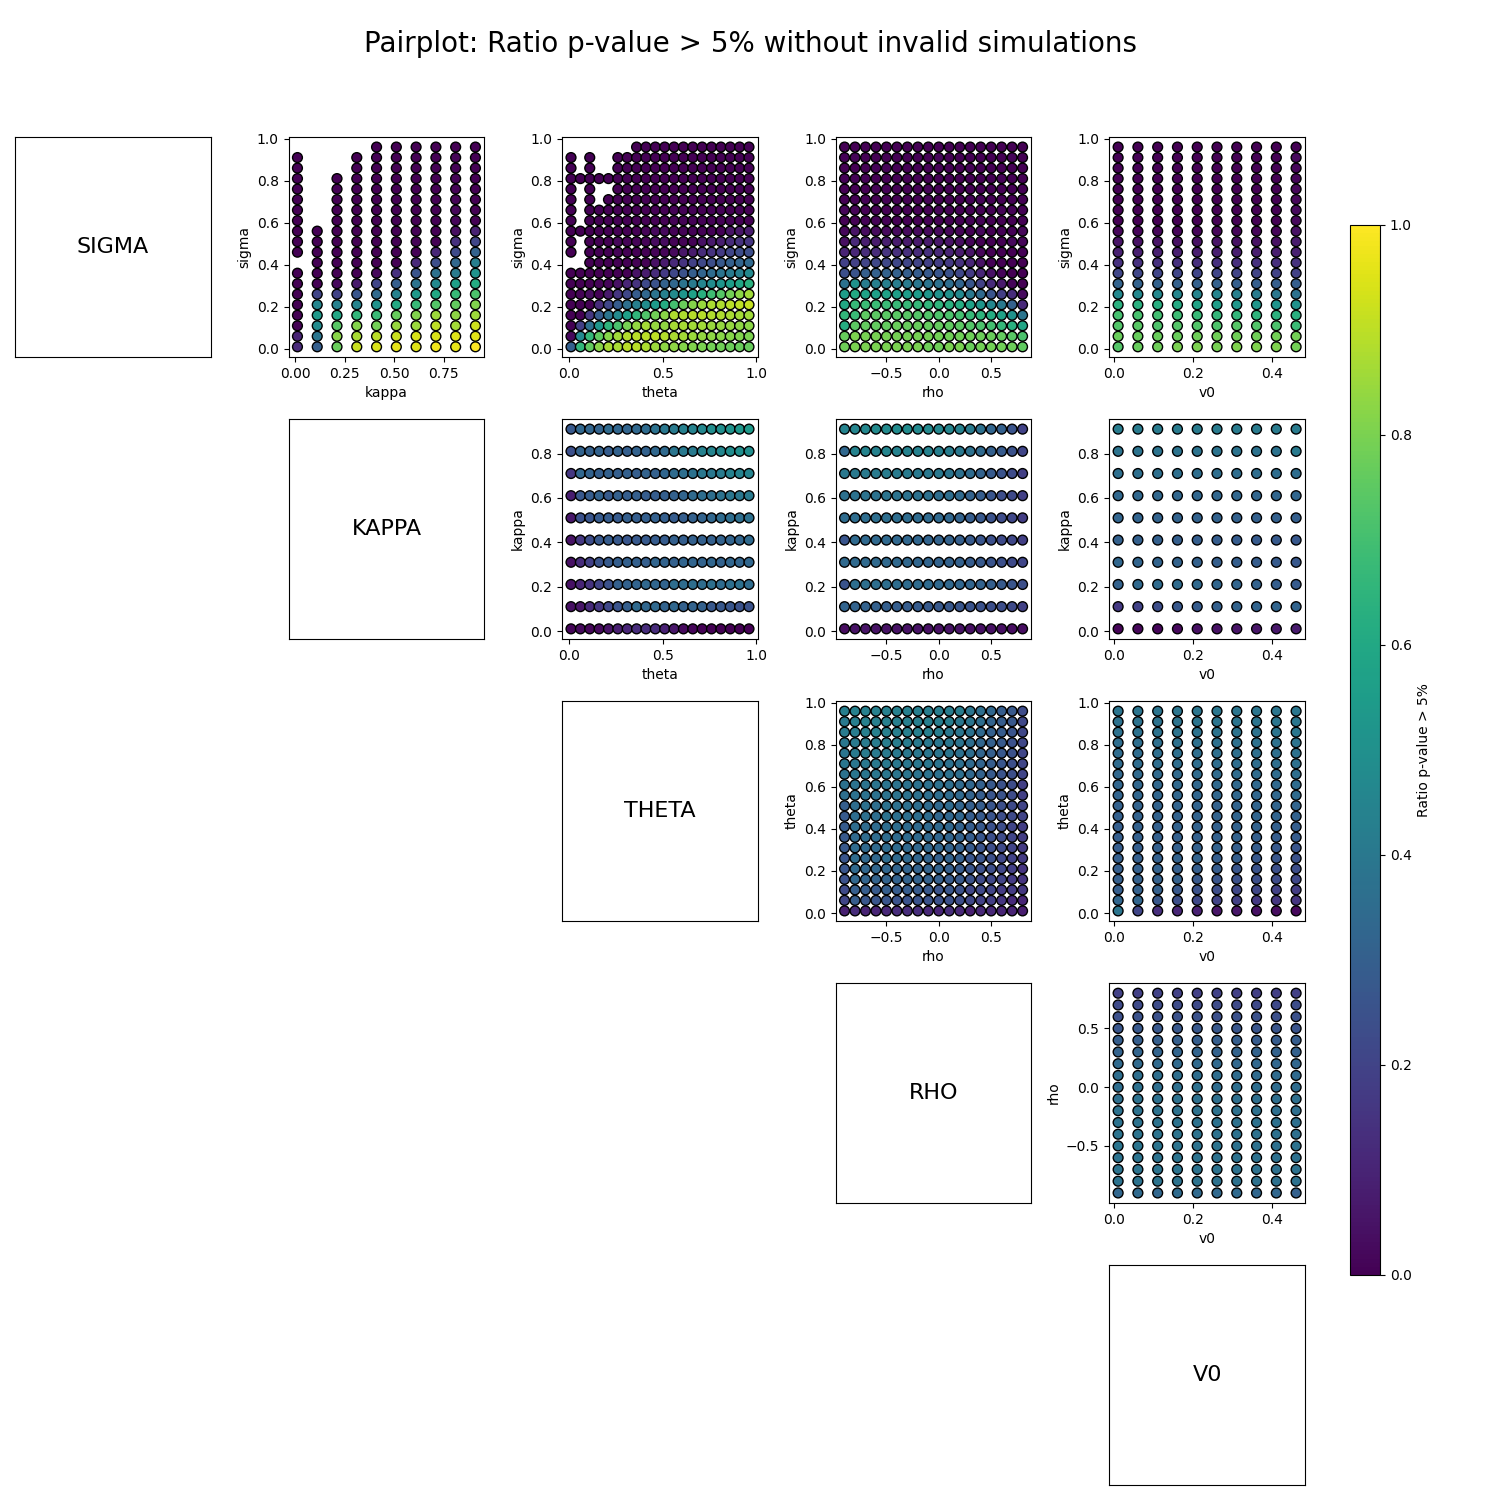 Pairplot: Ratio p-value > 5% without invalid simulations
SIGMA
sigma
1.0
0.8
0.6
0.4
0.2
0.0
0.00 0.25 0.50 0.75
kappa
sigma
1.0
0.8
0.6
0.4
0.2
0.0
0.0 0.5 1.0
theta
sigma
1.0
0.8
0.6
0.4
0.2
0.0
−0.5 0.0 0.5
rho
sigma
1.0
0.8
0.6
0.4
0.2
0.0
0.0 0.2 0.4
v0
KAPPA
kappa
0.8
0.6
0.4
0.2
0.0
0.0 0.5 1.0
theta
kappa
0.8
0.6
0.4
0.2
0.0
−0.5 0.0 0.5
rho
kappa
0.8
0.6
0.4
0.2
0.0
0.0 0.2 0.4
v0
THETA
theta
1.0
0.8
0.6
0.4
0.2
0.0
−0.5 0.0 0.5
rho
theta
1.0
0.8
0.6
0.4
0.2
0.0
0.0 0.2 0.4
v0
RHO
rho
0.5
0.0
−0.5
0.0 0.2 0.4
v0
V0
1.0
0.8
0.6
0.4
0.2
0.0
Ratio p-value > 5%